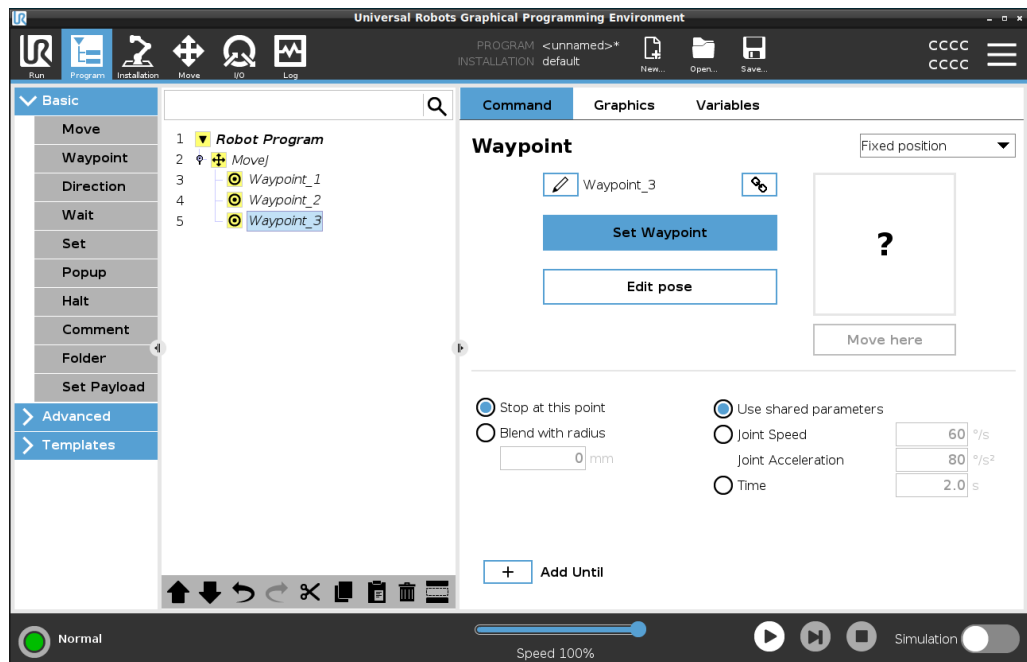 UR
Universal Robots Graphical Programming Environment
UR
Run
Program
Installation
Move
I/O
Log
PROGRAM <unnamed>*
INSTALLATION default
New...
Open...
Save...
CCCC
CCCC
Basic
Move
Waypoint
Direction
Wait
Set
Popup
Halt
Comment
Folder
Set Payload
Advanced
Templates
1 Robot Program
2 MoveJ
3 Waypoint_1
4 Waypoint_2
5 Waypoint_3
Command Graphics Variables
Waypoint
Fixed position
Waypoint_3
Set Waypoint
Edit pose
?
Move here
Stop at this point
Blend with radius
0 mm
Use shared parameters
Joint Speed 60 °/s
Joint Acceleration 80 °/s²
Time 2.0 s
+ Add Until
Normal
Speed 100%
Simulation